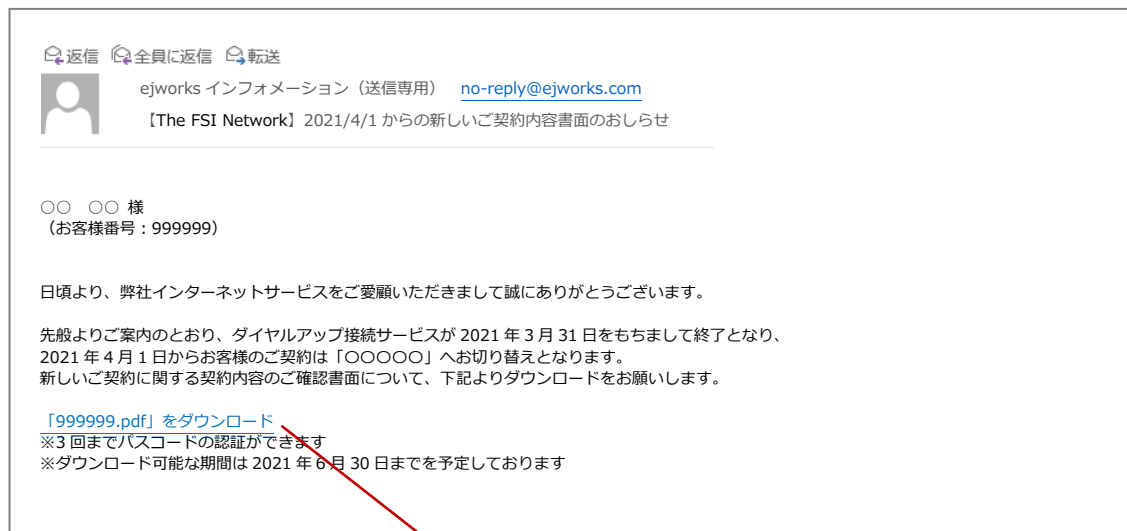 返信 全員に返信 転送
ejworks インフォメーション（送信専用） no-reply@ejworks.com
【The FSI Network】2021/4/1 からの新しいご契約内容書面のおしらせ
○○　○○ 様
（お客様番号：999999）
日頃より、弊社インターネットサービスをご愛顧いただきまして誠にありがとうございます。
先般よりご案内のとおり、ダイヤルアップ接続サービスが 2021 年 3 月 31 日をもちまして終了となり、
2021 年 4 月 1 日からお客様のご契約は「○○○○○」へお切り替えとなります。
新しいご契約に関する契約内容のご確認書面について、下記よりダウンロードをお願いします。
「999999.pdf」をダウンロード
※3 回までパスコードの認証ができます
※ダウンロード可能な期間は 2021 年 6 月 30 日までを予定しております